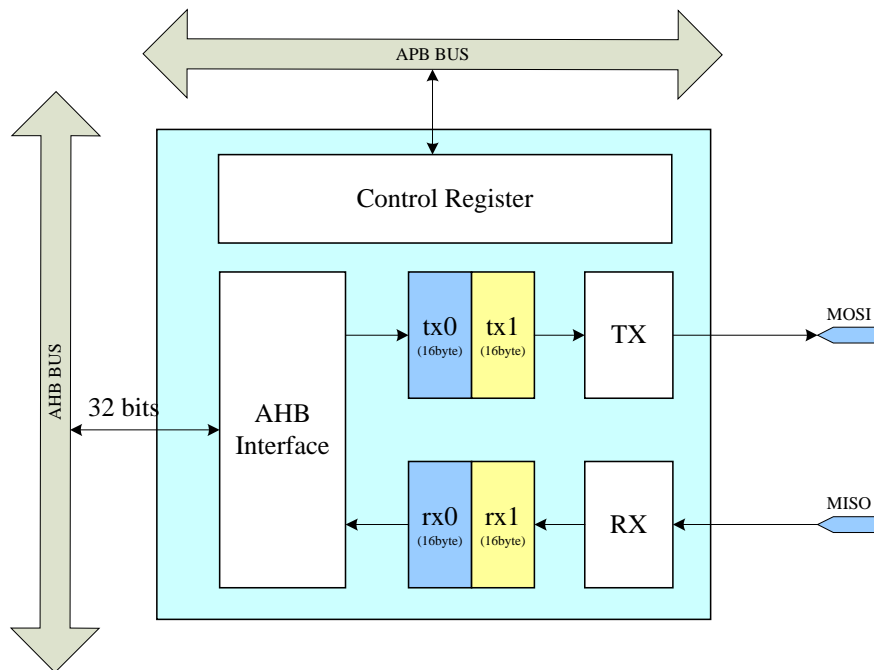 APB BUS
AHB BUS
Control Register
32 bits
AHB
Interface
tx0
(16byte)
tx1
(16byte)
TX
MOSI
rx0
(16byte)
rx1
(16byte)
RX
MISO